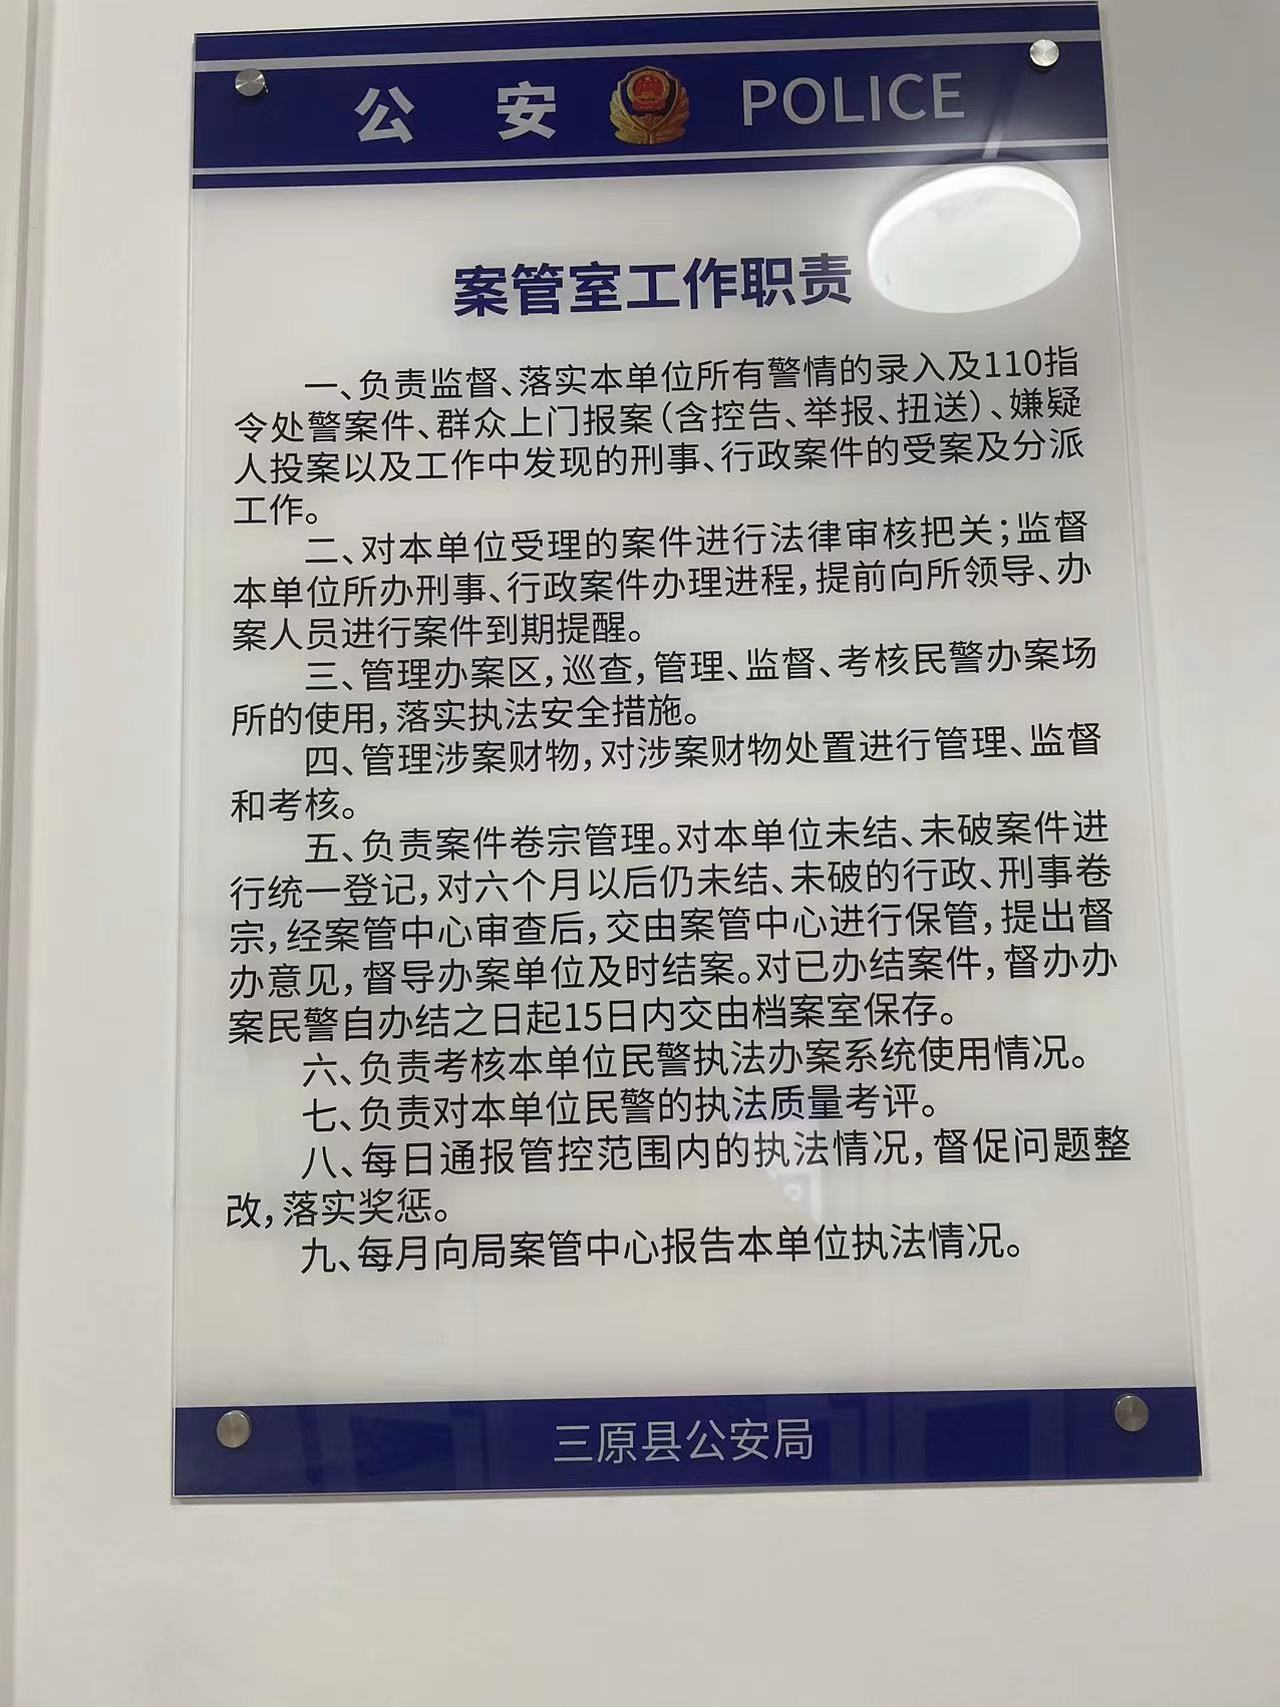 公 安 POLICE
案管室工作职责
一、负责监督、落实本单位所有警情的录入及110指
令处警案件、群众上门报案（含控告、举报、扭送）、嫌疑
人投案以及工作中发现的刑事、行政案件的受案及分派
工作。
二、对本单位受理的案件进行法律审核把关；监督
本单位所办刑事、行政案件办理进程，提前向所领导、办
案人员进行案件到期提醒。
三、管理办案区，巡查，管理、监督、考核民警办案场
所的使用，落实执法安全措施。
四、管理涉案财物，对涉案财物处置进行管理、监督
和考核。
五、负责案件卷宗管理。对本单位未结、未破案件进
行统一登记，对六个月以后仍未结、未破的行政、刑事卷
宗，经案管中心审查后，交由案管中心进行保管，提出督
办意见，督导办案单位及时结案。对已办结案件，督办办
案民警自办结之日起15日内交由档案室保存。
六、负责考核本单位民警执法办案系统使用情况。
七、负责对本单位民警的执法质量考评。
八、每日通报管控范围内的执法情况，督促问题整
改，落实奖惩。
九、每月向局案管中心报告本单位执法情况。
三原县公安局